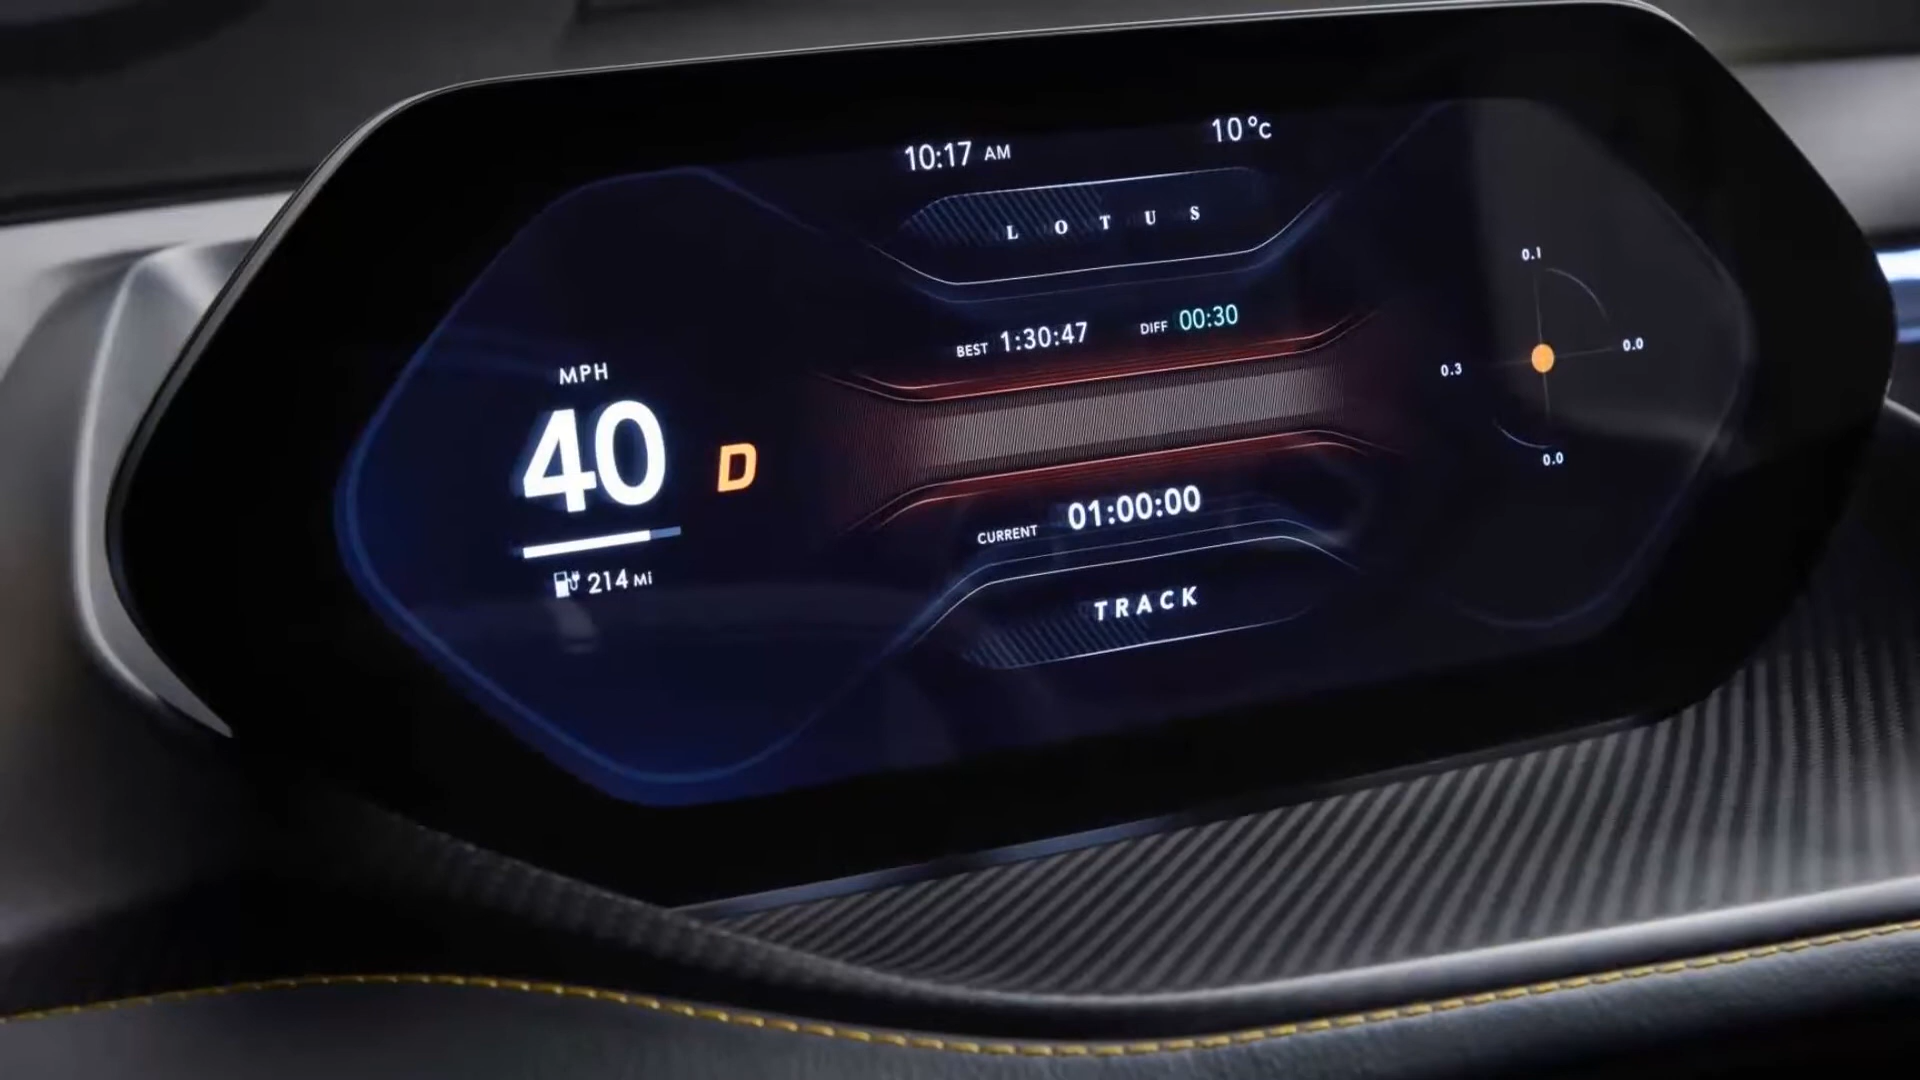 10:17 AM
10°C
LOTUS
BEST 1:30:47
DIFF 00:30
MPH
40
D
214 Mi
CURRENT 01:00:00
TRACK
0.1
0.3
0.0
0.0